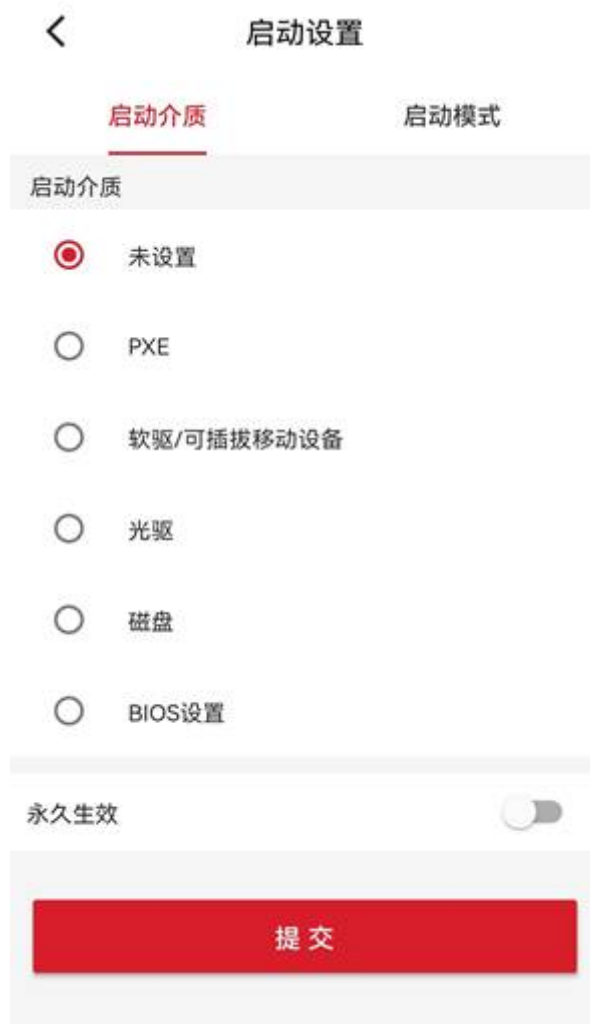 启动设置
启动介质 启动模式
启动介质
未设置
PXE
软驱/可插拔移动设备
光驱
磁盘
BIOS设置
永久生效
提交